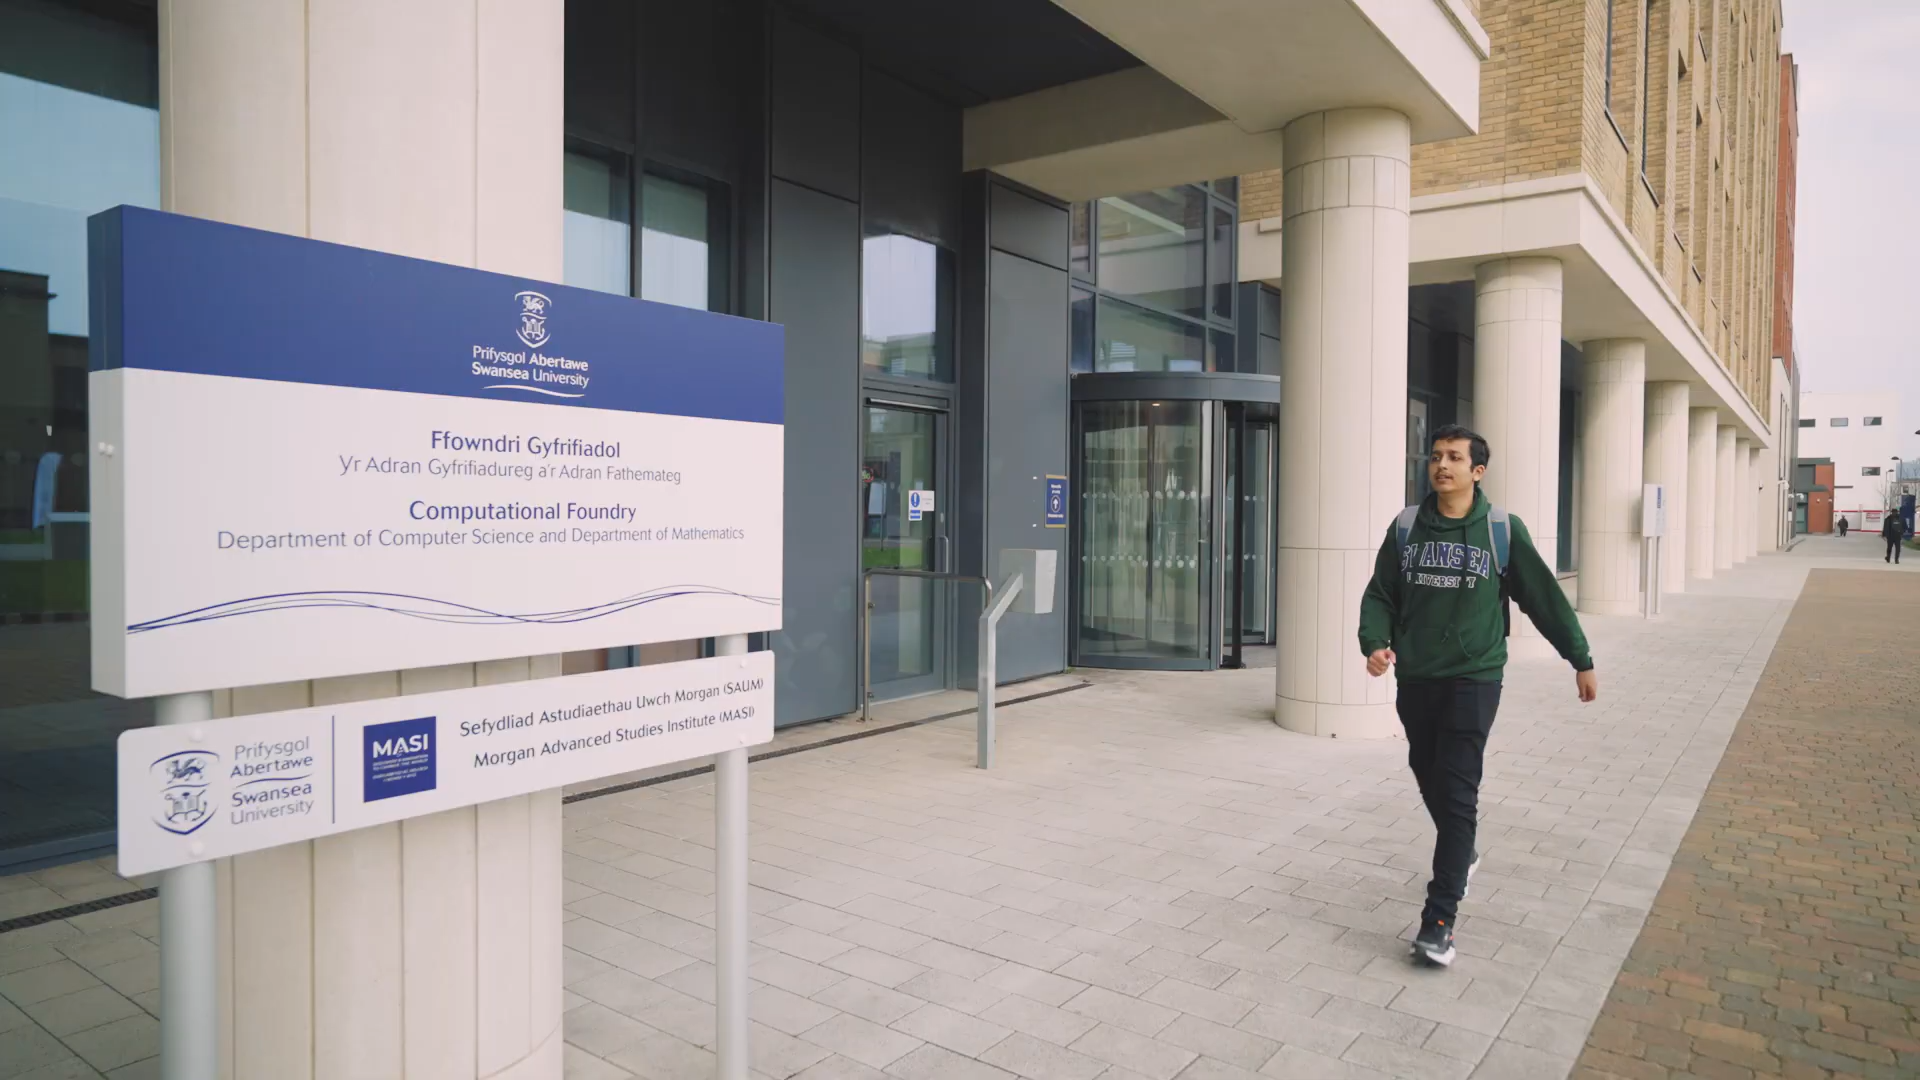 Prifysgol Abertawe
Swansea University
Ffowndri Gyfrifiadol
Yr Adran Gyfrifiadureg a'r Adran Fathemateg
Computational Foundry
Department of Computer Science and Department of Mathematics
Prifysgol
Abertawe
Swansea
University
MASI
Sefydliad Astudiaethau Uwch Morgan (SAUM)
Morgan Advanced Studies Institute (MASI)
SWANSEA
UNIVERSITY